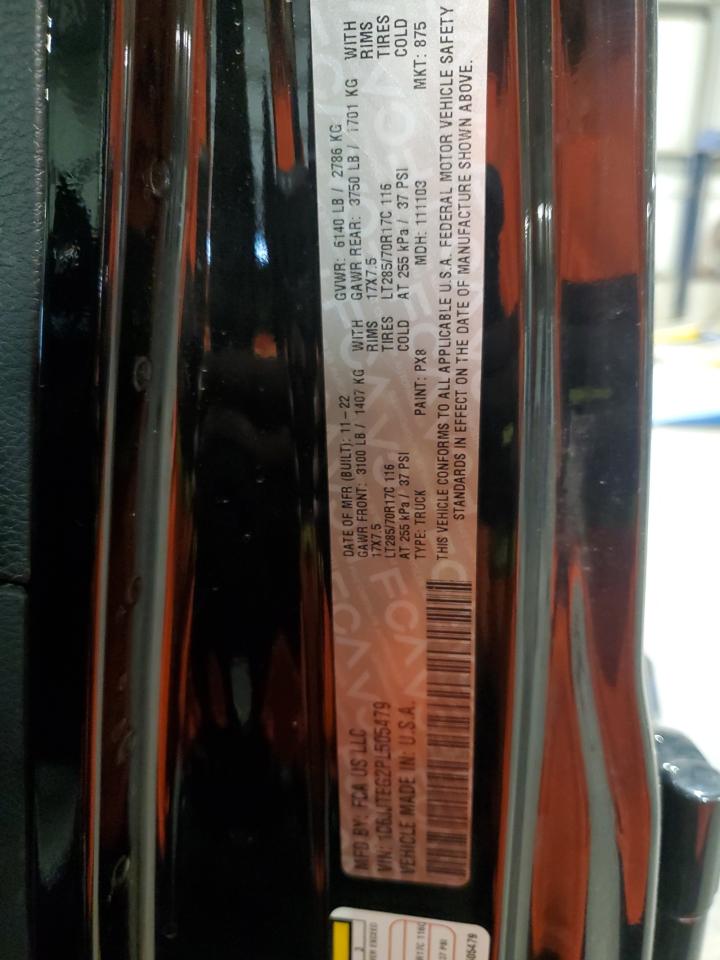 MFD BY: FCA US LLC
VIN: 1C6JJTEG2PL505479
VEHICLE MADE IN: U.S.A.
DATE OF MFR (BUILT): 11-22
GAWR FRONT: 3100 LB / 1407 KG WITH
17X7.5 RIMS
LT285/70R17C 116 TIRES
AT 255 kPa / 37 PSI COLD
TYPE: TRUCK PAINT: PX8
GVWR: 6140 LB / 2786 KG
GAWR REAR: 3750 LB / 1701 KG WITH
17X7.5 RIMS
LT285/70R17C 116 TIRES
AT 255 kPa / 37 PSI COLD
MDH: 111103 MKT: 875
THIS VEHICLE CONFORMS TO ALL APPLICABLE U.S.A. FEDERAL MOTOR VEHICLE SAFETY
STANDARDS IN EFFECT ON THE DATE OF MANUFACTURE SHOWN ABOVE.